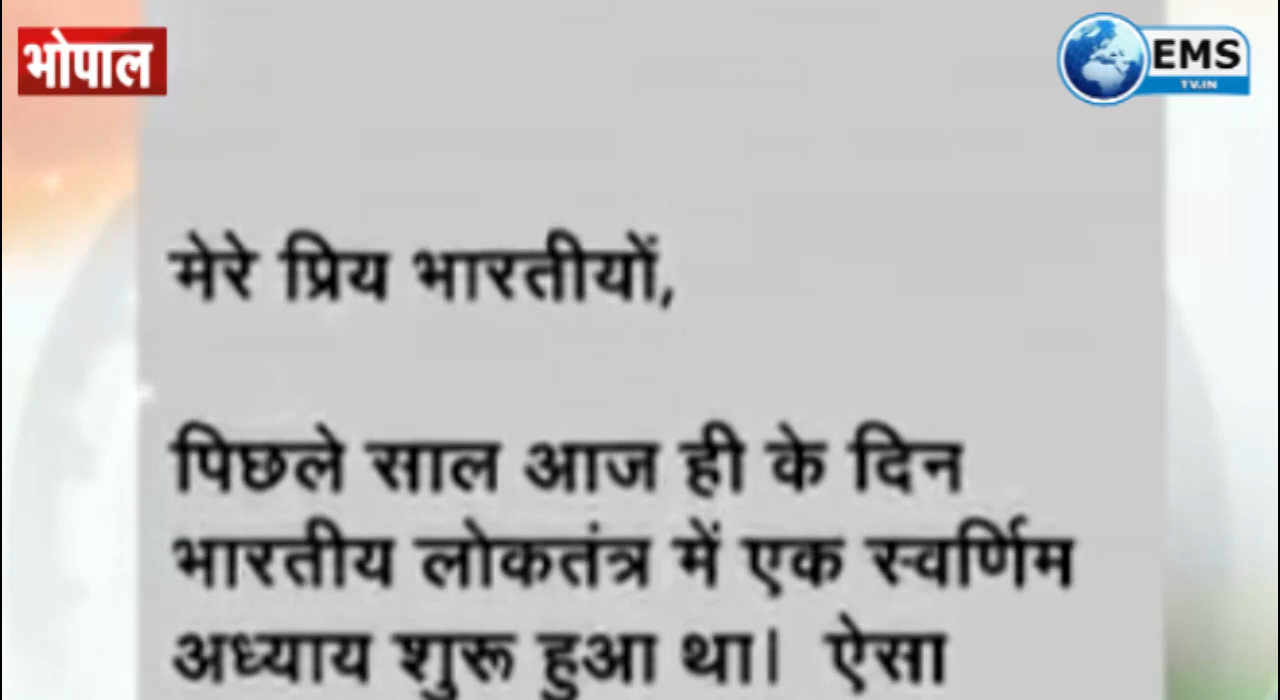 भोपाल
EMS
TV.IN
मेरे प्रिय भारतीयों,
पिछले साल आज ही के दिन
भारतीय लोकतंत्र में एक स्वर्णिम
अध्याय शुरू हुआ था। ऐसा